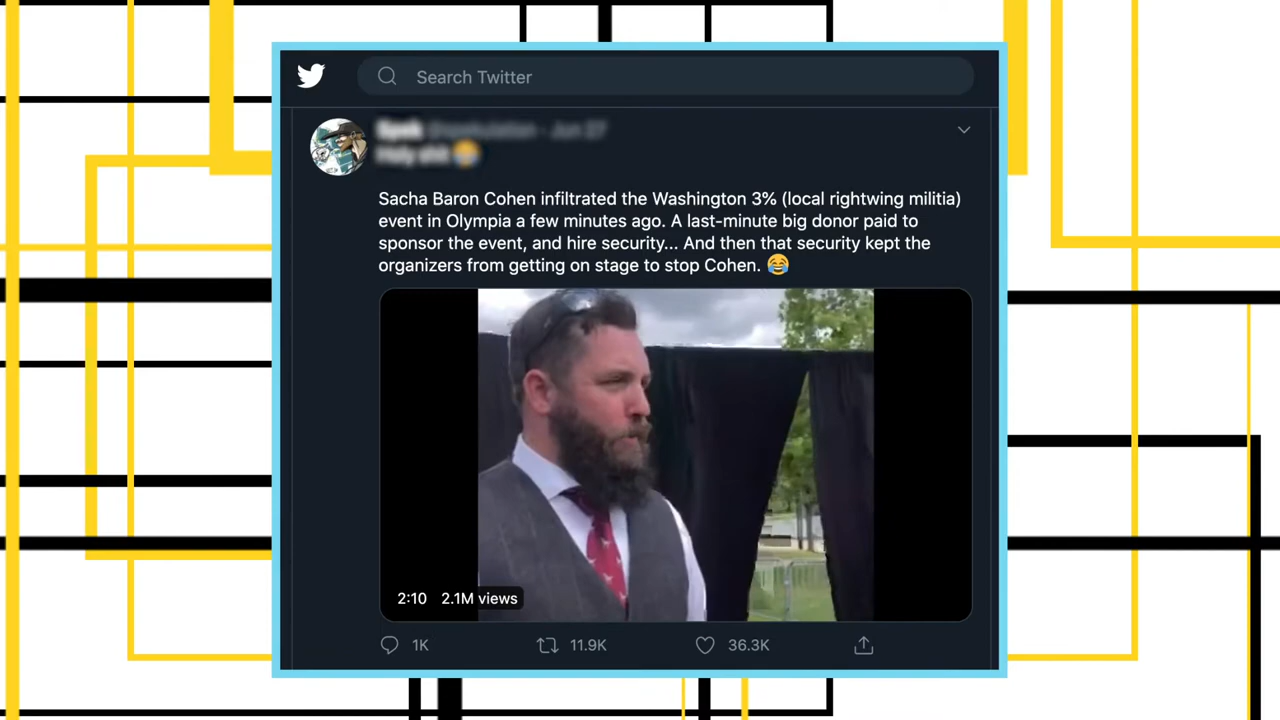 Search Twitter
Sacha Baron Cohen infiltrated the Washington 3% (local rightwing militia)
event in Olympia a few minutes ago. A last-minute big donor paid to
sponsor the event, and hire security... And then that security kept the
organizers from getting on stage to stop Cohen. 😂
2:10 2.1M views
1K 11.9K 36.3K